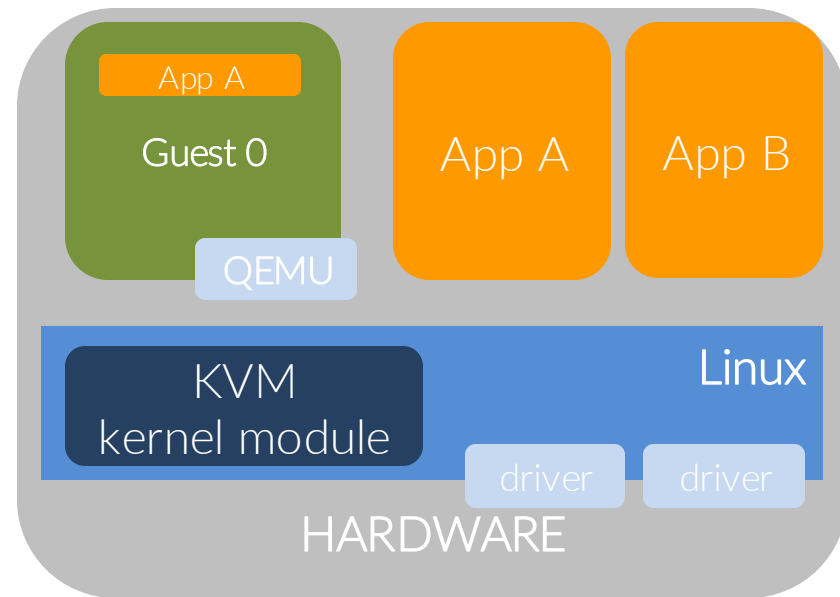 App A
Guest 0
QEMU
App A
App B
Linux
KVM
kernel module
driver
driver
HARDWARE